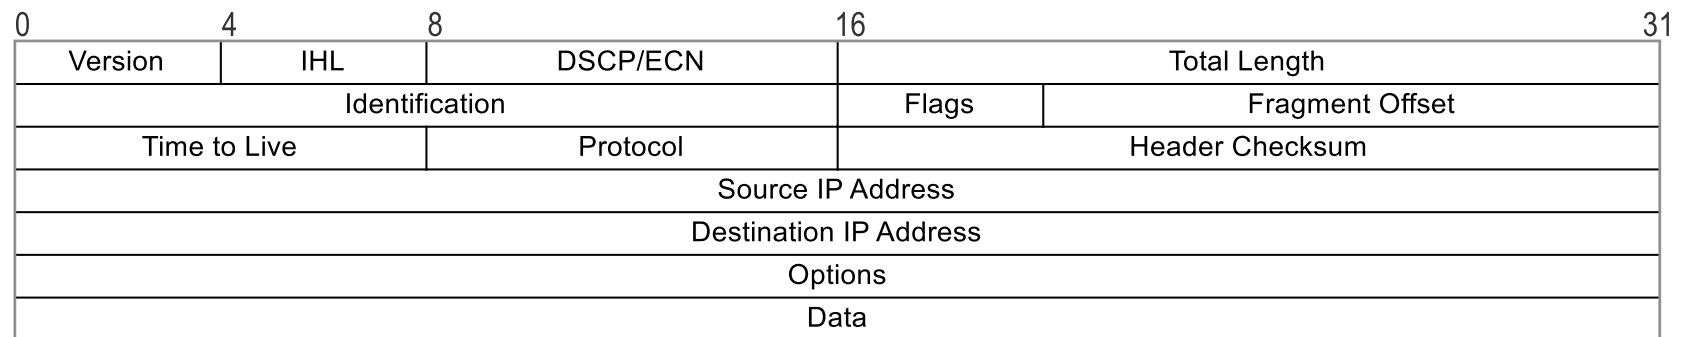 0 4 8 16 31
Version IHL DSCP/ECN Total Length
Identification Flags Fragment Offset
Time to Live Protocol Header Checksum
Source IP Address
Destination IP Address
Options
Data